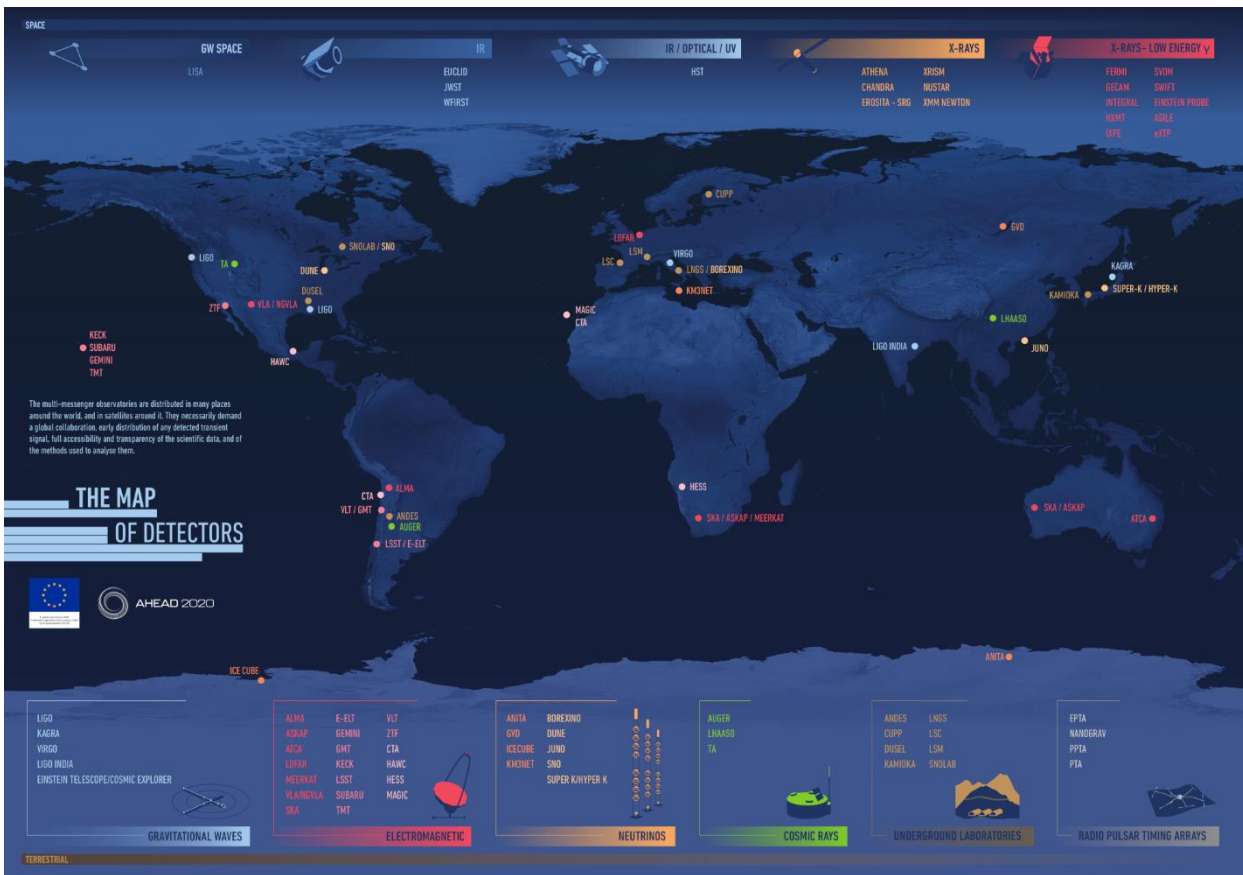 SPACE
GW SPACE
LISA
IR
EUCLID
JWST
WFIRST
IR / OPTICAL / UV
HST
X-RAYS
ATHENA XRISM
CHANDRA NUSTAR
EROSITA - SRG XMM NEWTON
X-RAYS- LOW ENERGY γ
FERMI SVOM
GECAM SWIFT
INTEGRAL EINSTEIN PROBE
HXMT AGILE
IXPE eXTP
CUPP
GVD
LOFAR
SNOLAB / SNO
LSM
VIRGO
LIGO
TA
DUNE
LSC
LNGS / BOREXINO
KAGRA
DUSEL
KM3NET
SUPER-K / HYPER-K
KAMIOKA
ZTF
VLA / NGVLA
LIGO
MAGIC
CTA
LHAASO
KECK
SUBARU
GEMINI
TMT
HAWC
LIGO INDIA
JUNO
The multi-messenger observatories are distributed in many places
around the world, and in satellites around it. They necessarily demand
a global collaboration, early distribution of any detected transient
signal, full accessibility and transparency of the scientific data, and of
the methods used to analyse them.
THE MAP
OF DETECTORS
ALMA
CTA
VLT / GMT
ANDES
AUGER
LSST / E-ELT
HESS
SKA / ASKAP / MEERKAT
SKA / ASKAP
ATCA
AHEAD 2020
ICE CUBE
ANITA
LIGO
KAGRA
VIRGO
LIGO INDIA
EINSTEIN TELESCOPE/COSMIC EXPLORER
GRAVITATIONAL WAVES
ALMA E-ELT VLT
ASKAP GEMINI ZTF
ATCA GMT CTA
LOFAR KECK HAWC
MEERKAT LSST HESS
VLA/NGVLA SUBARU MAGIC
SKA TMT
ELECTROMAGNETIC
ANITA BOREXINO
GVD DUNE
ICECUBE JUNO
KM3NET SNO
SUPER K/HYPER K
NEUTRINOS
AUGER
LHAASO
TA
COSMIC RAYS
ANDES LNGS
CUPP LSC
DUSEL LSM
KAMIOKA SNOLAB
UNDERGROUND LABORATORIES
EPTA
NANOGRAV
PPTA
PTA
RADIO PULSAR TIMING ARRAYS
TERRESTRIAL